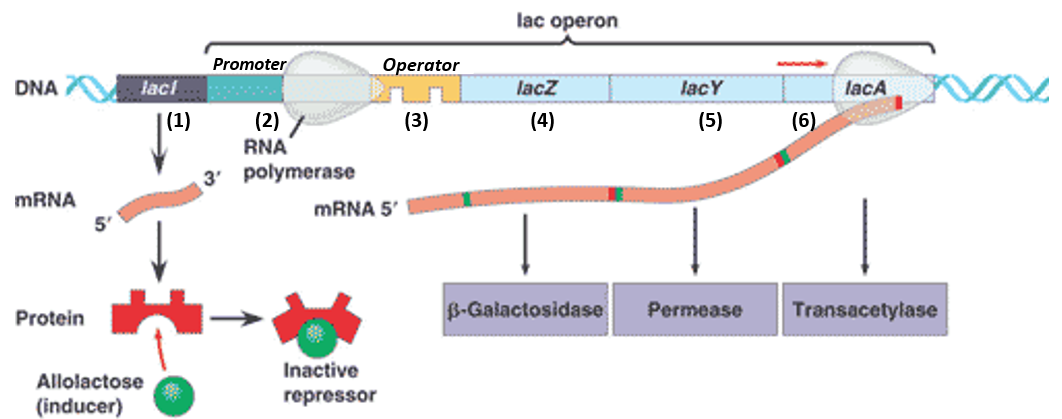 lac operon
Promoter
Operator
DNA
lacI
lacZ
lacY
lacA
(1)
(2)
(3)
(4)
(5)
(6)
RNA
polymerase
mRNA
3′
5′
mRNA 5′
Protein
β-Galactosidase
Permease
Transacetylase
Inactive
repressor
Allolactose
(inducer)